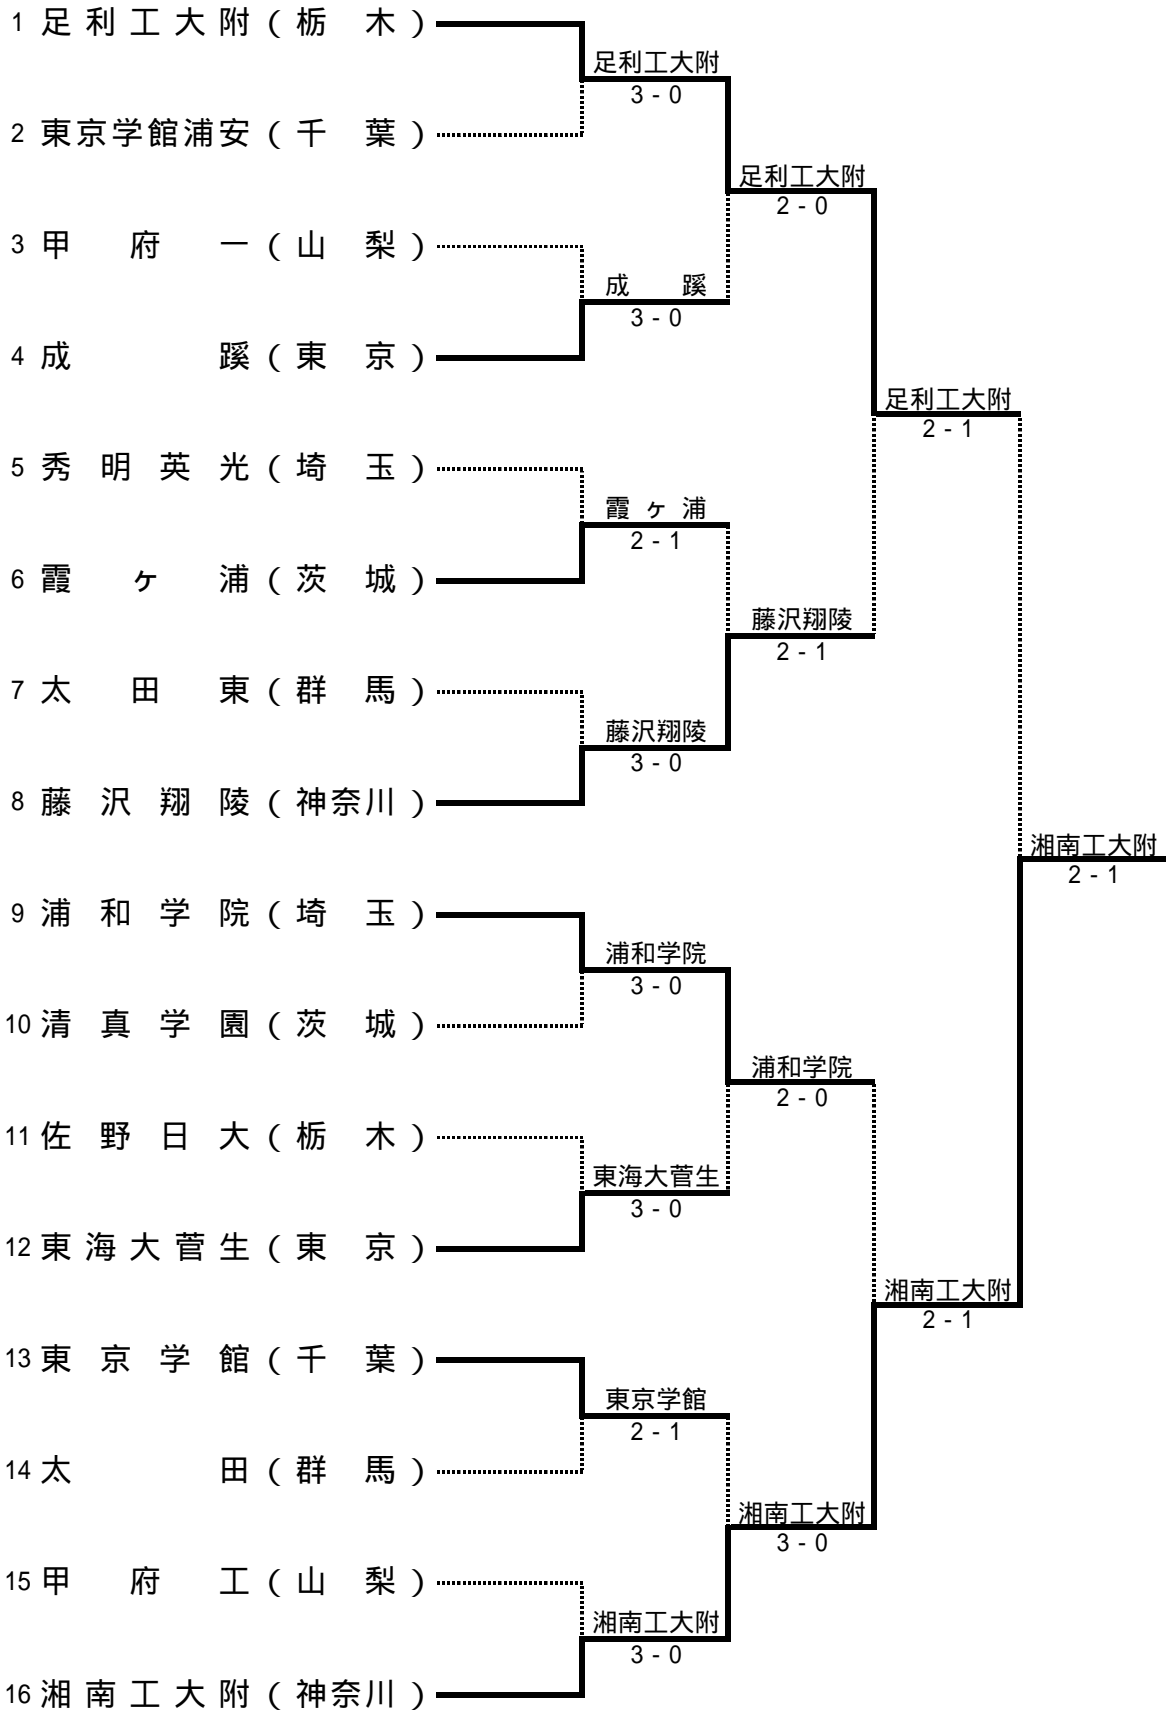 1 足利工大附(栃木)
足利工大附
3 - 0
2 東京学館浦安(千葉)
足利工大附
2 - 0
3 甲府一(山梨)
成蹊
3 - 0
4 成蹊(東京)
足利工大附
2 - 1
5 秀明英光(埼玉)
霞ヶ浦
2 - 1
6 霞ヶ浦(茨城)
藤沢翔陵
2 - 1
7 太田東(群馬)
藤沢翔陵
3 - 0
8 藤沢翔陵(神奈川)
湘南工大附
2 - 1
9 浦和学院(埼玉)
浦和学院
3 - 0
10 清真学園(茨城)
浦和学院
2 - 0
11 佐野日大(栃木)
東海大菅生
3 - 0
12 東海大菅生(東京)
湘南工大附
2 - 1
13 東京学館(千葉)
東京学館
2 - 1
14 太田(群馬)
湘南工大附
3 - 0
15 甲府工(山梨)
湘南工大附
3 - 0
16 湘南工大附(神奈川)